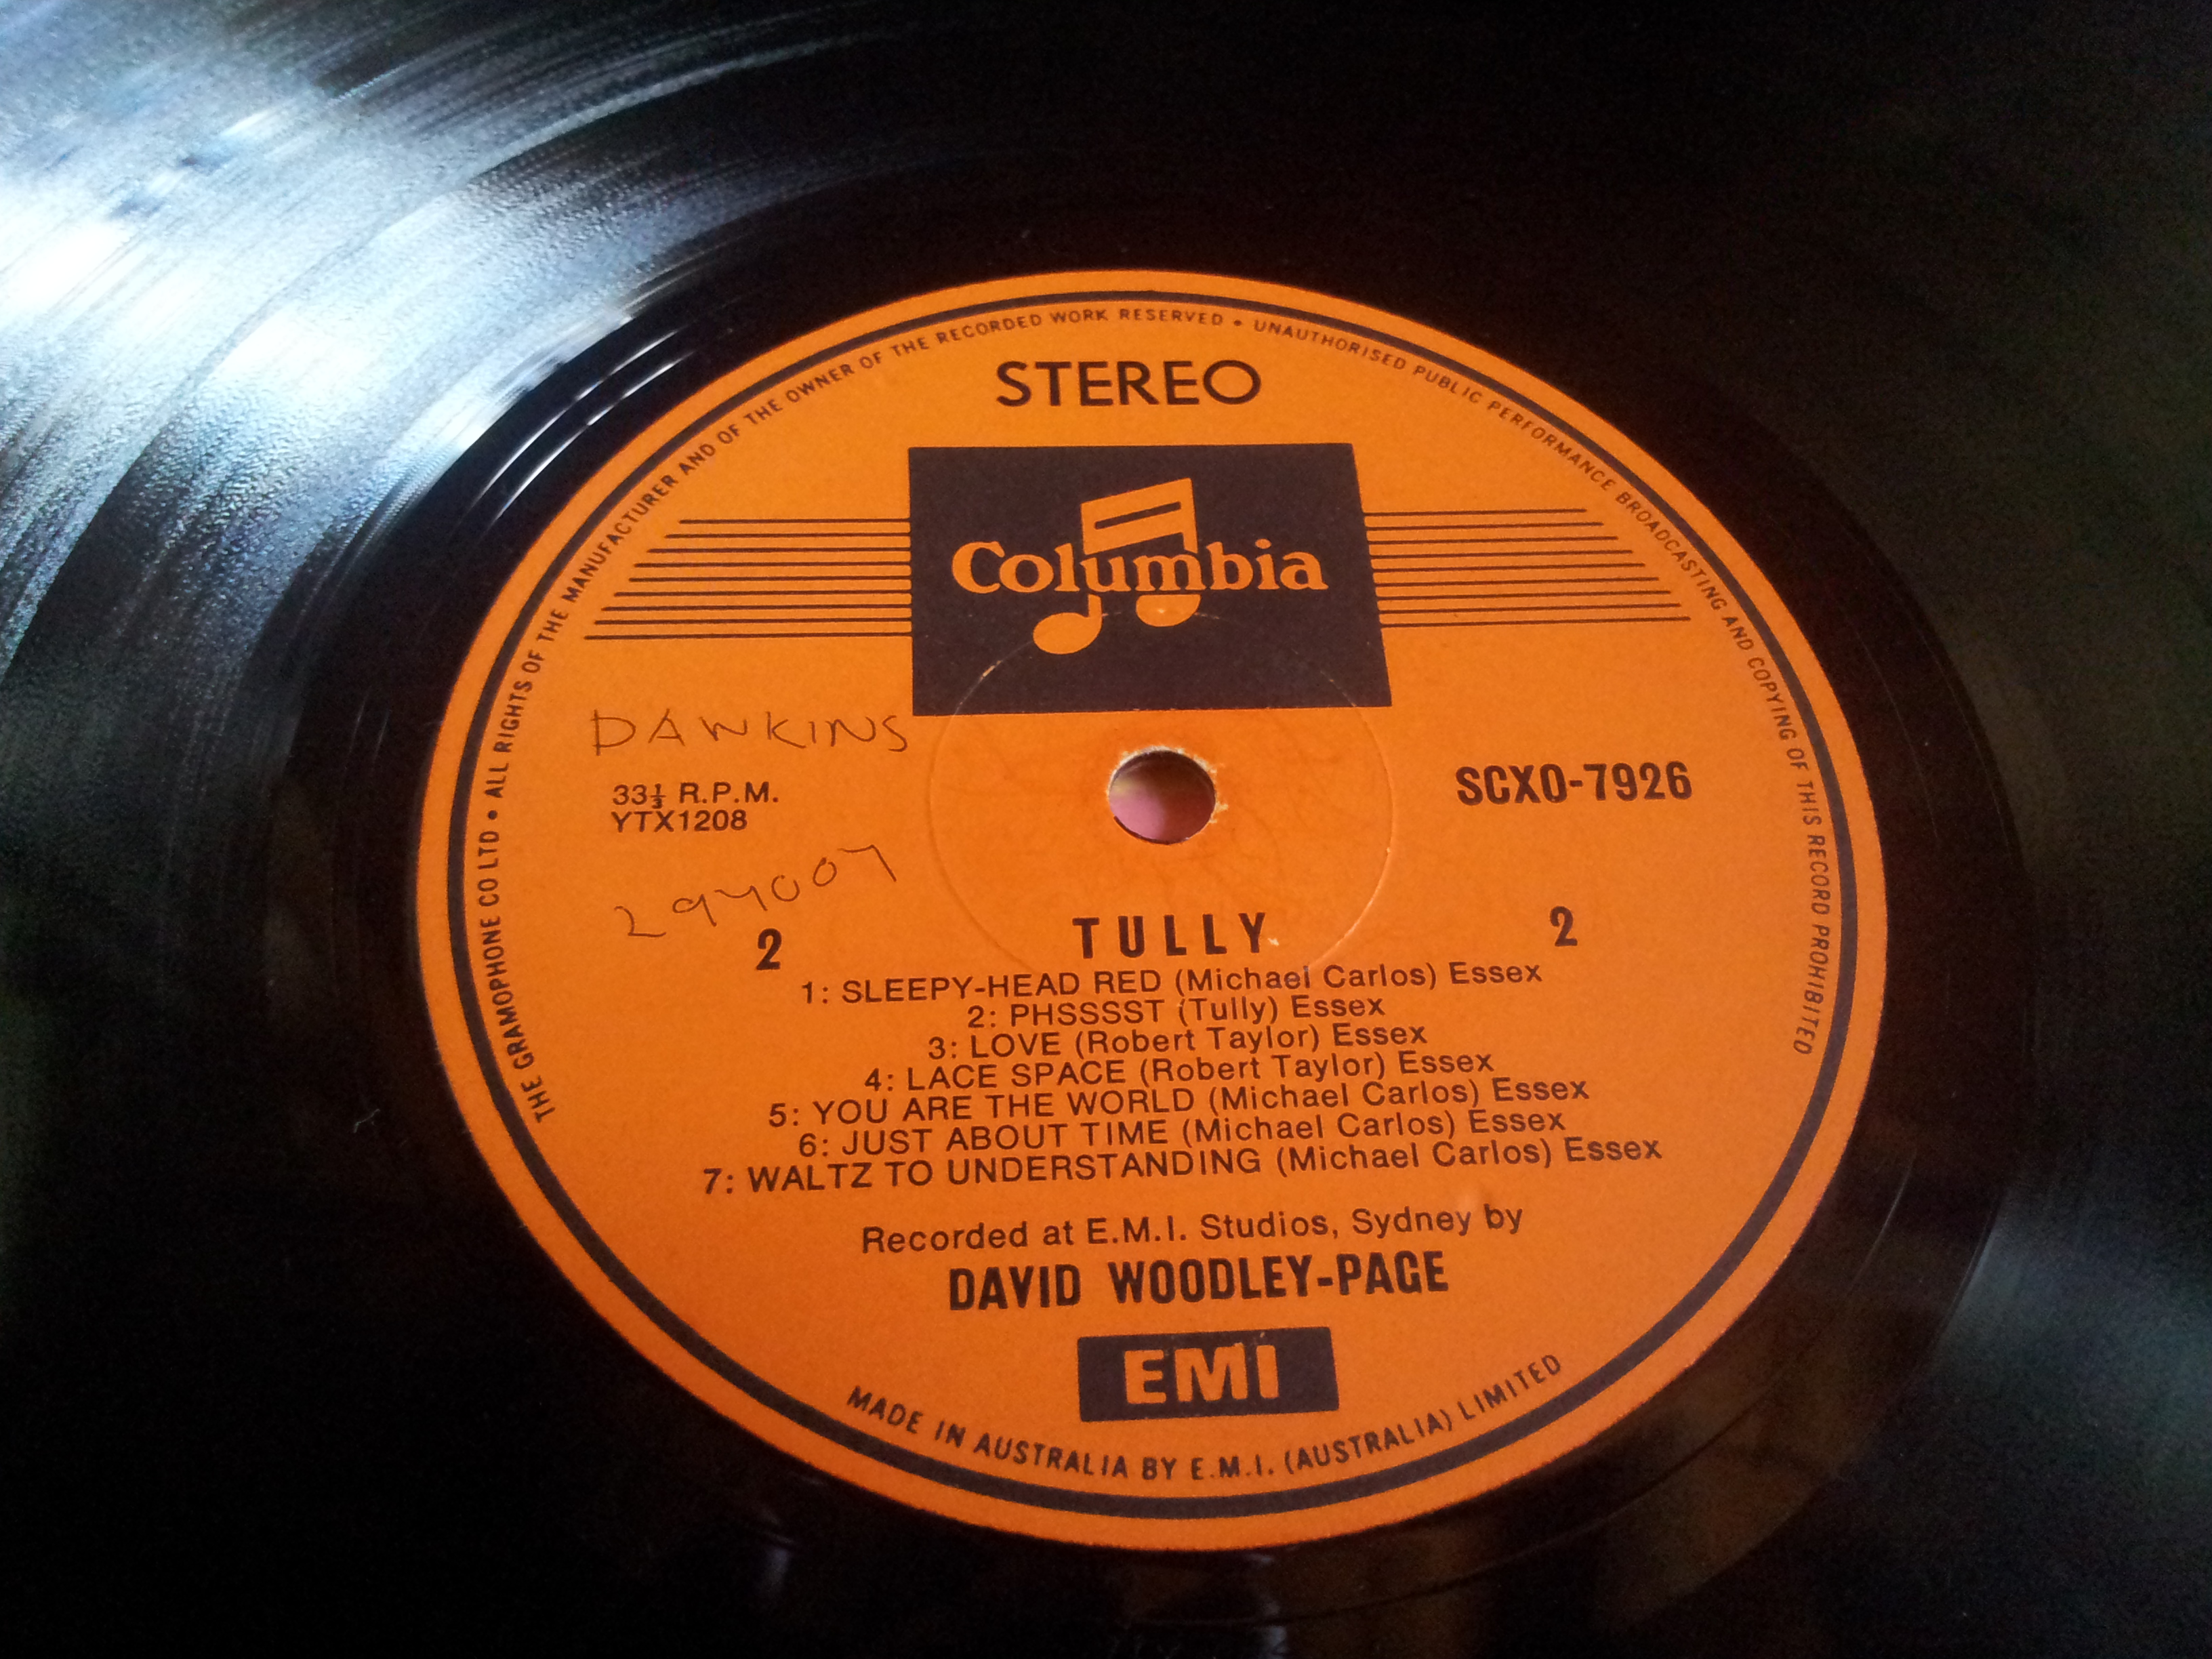 THE GRAMOPHONE CO LTD • ALL RIGHTS OF THE MANUFACTURER AND OF THE OWNER OF THE RECORDED WORK RESERVED • UNAUTHORISED PUBLIC PERFORMANCE BROADCASTING AND COPYING OF THIS RECORD PROHIBITED
STEREO
Columbia
DAWKINS
33⅓ R.P.M.
YTX1208
SCXO-7926
294007
2 TULLY 2
1: SLEEPY-HEAD RED (Michael Carlos) Essex
2: PHSSSST (Tully) Essex
3: LOVE (Robert Taylor) Essex
4: LACE SPACE (Robert Taylor) Essex
5: YOU ARE THE WORLD (Michael Carlos) Essex
6: JUST ABOUT TIME (Michael Carlos) Essex
7: WALTZ TO UNDERSTANDING (Michael Carlos) Essex
Recorded at E.M.I. Studios, Sydney by
DAVID WOODLEY-PAGE
EMI
MADE IN AUSTRALIA BY E.M.I. (AUSTRALIA) LIMITED